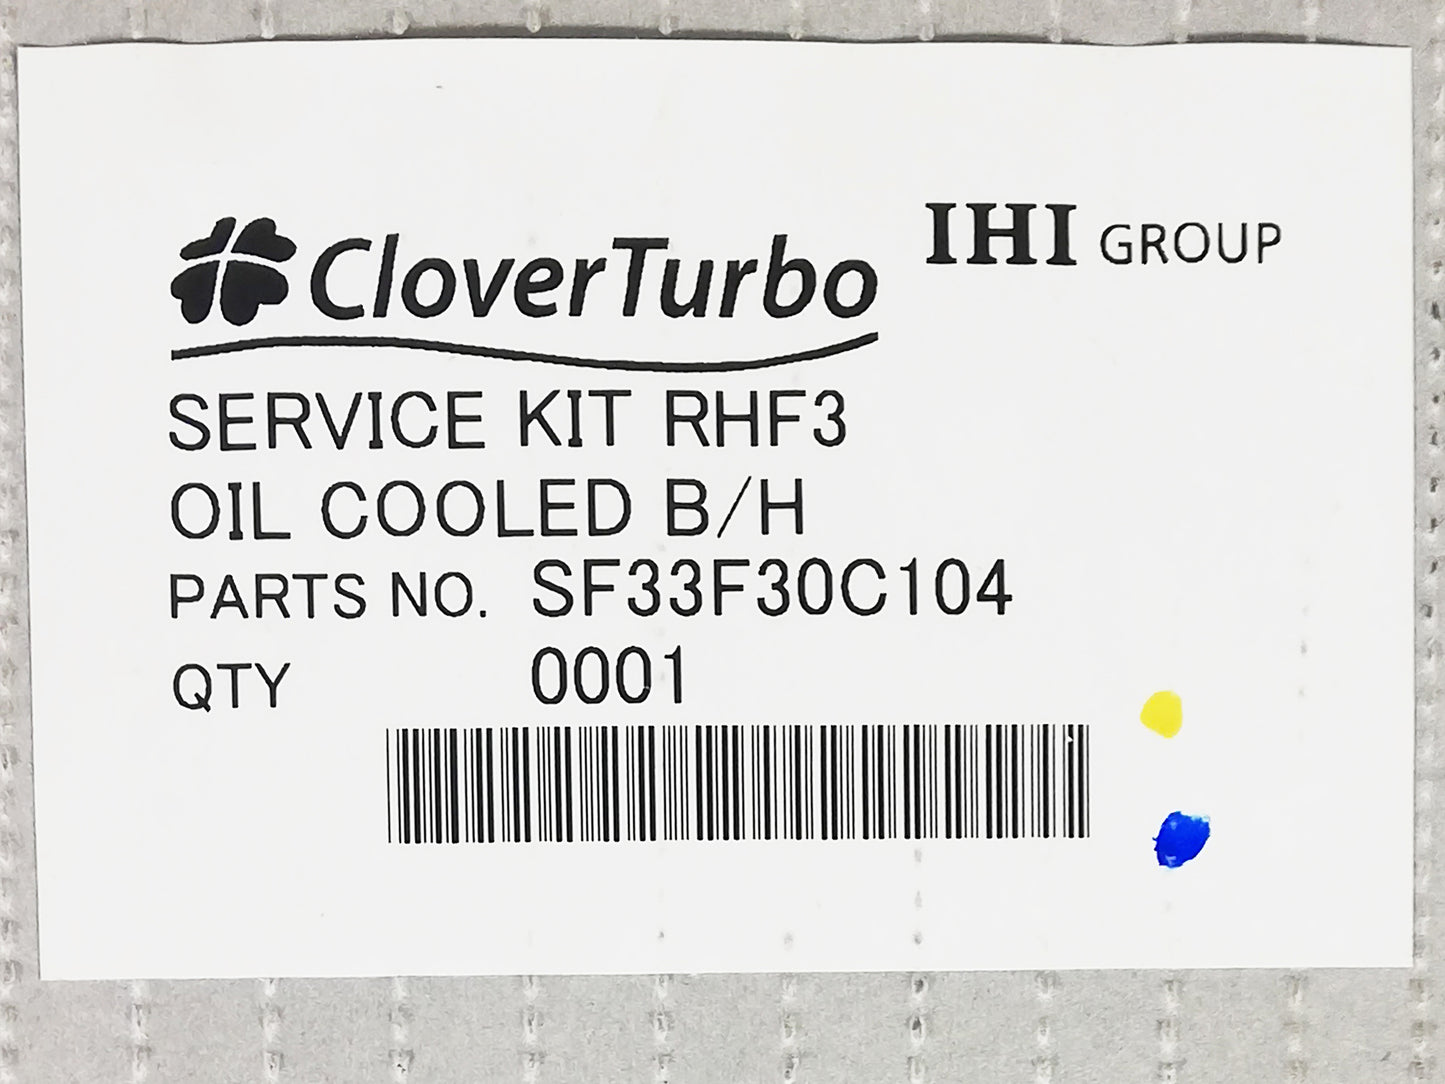 CloverTurbo
IHI GROUP
SERVICE KIT RHF3
OIL COOLED B/H
PARTS NO. SF33F30C104
QTY 0001